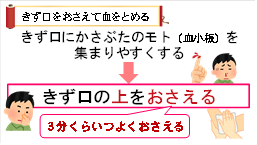 きず口をおさえて血をとめる
きず口にかさぶたのモト（血小板）を
集まりやすくする
きず口の上をおさえる
３分くらいつよくおさえる